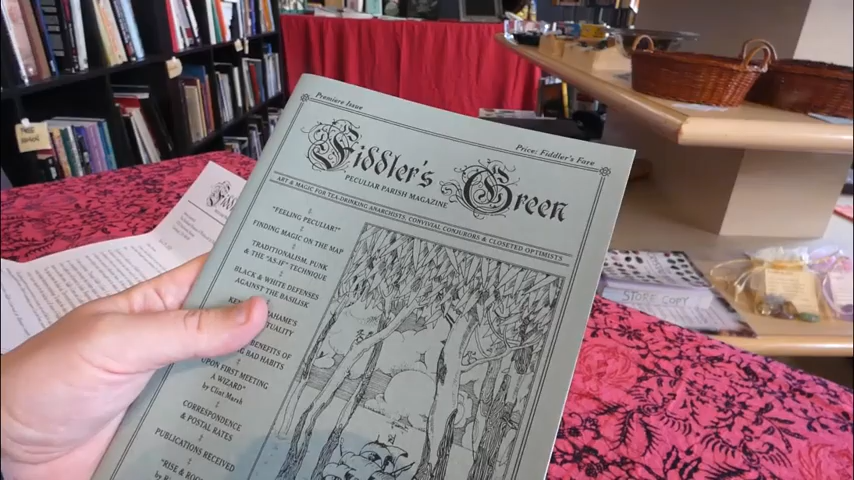 Premiere Issue
Price: Fiddler's Fare
Fiddler's Green
PECULIAR PARISH MAGAZINE
ART & MAGIC FOR TEA-DRINKING ANARCHISTS, CONVIVIAL CONJURORS & CLOSETED OPTIMISTS
"FEELING PECULIAR?"
FINDING MAGIC ON THE MAP
TRADITIONALISM, PUNK
& THE "AS-IF" TECHNIQUE
BLACK & WHITE DEFENSES
AGAINST THE BASILISK
BENEFITS OF
BAD HABITS
UPON FIRST MEETING
A WIZARD
by Clint Marsh
CORRESPONDENCE
& POSTAL RATES
PUBLICATIONS RECEIVED
"RISE &
by
STORE COPY